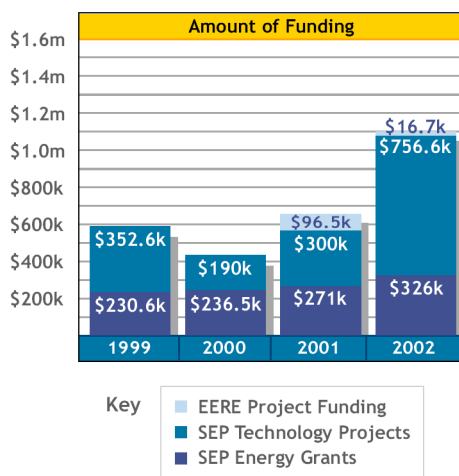 Amount of Funding
$1.6m
$1.4m
$1.2m
$1.0m
$800k
$600k
$400k
$200k
$352.6k
$230.6k
$190k
$236.5k
$96.5k
$300k
$271k
$16.7k
$756.6k
$326k
1999 2000 2001 2002
Key
EERE Project Funding
SEP Technology Projects
SEP Energy Grants